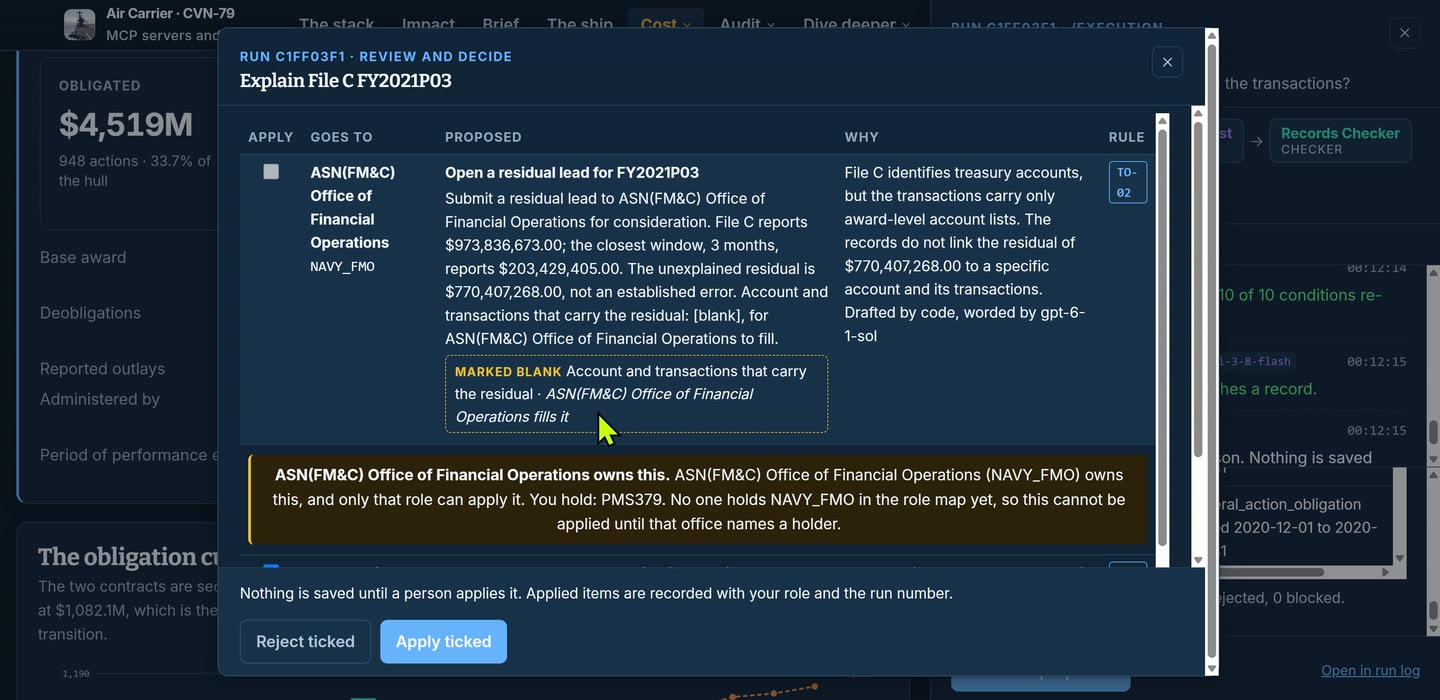 Air Carrier · CVN-79
MCP servers and
The stack
Impact
Brief
The ship
Cost
Audit
Dive deeper
RUN C1FF03F1 · /EXECUTION
RUN C1FF03F1 · REVIEW AND DECIDE
Explain File C FY2021P03
OBLIGATED
$4,519M
948 actions · 33.7% of
the hull
Base award
Deobligations
Reported outlays
Administered by
Period of performance e
The obligation cu
The two contracts are sec
at $1,082.1M, which is the
transition.
1,190
APPLY
GOES TO
PROPOSED
WHY
RULE
ASN(FM&C)
Office of
Financial
Operations
NAVY_FMO
Open a residual lead for FY2021P03
Submit a residual lead to ASN(FM&C) Office of
Financial Operations for consideration. File C reports
$973,836,673.00; the closest window, 3 months,
reports $203,429,405.00. The unexplained residual is
$770,407,268.00, not an established error. Account and
transactions that carry the residual: [blank], for
ASN(FM&C) Office of Financial Operations to fill.
MARKED BLANK Account and transactions that carry
the residual · ASN(FM&C) Office of Financial
Operations fills it
File C identifies treasury accounts,
but the transactions carry only
award-level account lists. The
records do not link the residual of
$770,407,268.00 to a specific
account and its transactions.
Drafted by code, worded by gpt-6-
1-sol
TO-
02
ASN(FM&C) Office of Financial Operations owns this. ASN(FM&C) Office of Financial Operations (NAVY_FMO) owns
this, and only that role can apply it. You hold: PMS379. No one holds NAVY_FMO in the role map yet, so this cannot be
applied until that office names a holder.
Nothing is saved until a person applies it. Applied items are recorded with your role and the run number.
Reject ticked
Apply ticked
the transactions?
st
→
Records Checker
CHECKER
00:12:14
10 of 10 conditions re-
i-3-8-flash
00:12:15
hes a record.
00:12:15
son. Nothing is saved
eral_action_obligation
d 2020-12-01 to 2020-
1
ejected, 0 blocked.
Open in run log